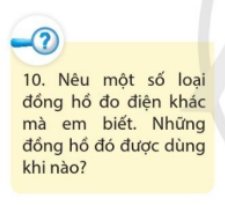 10. Nêu một số loại
đồng hồ đo điện khác
mà em biết. Những
đồng hồ đó được dùng
khi nào?